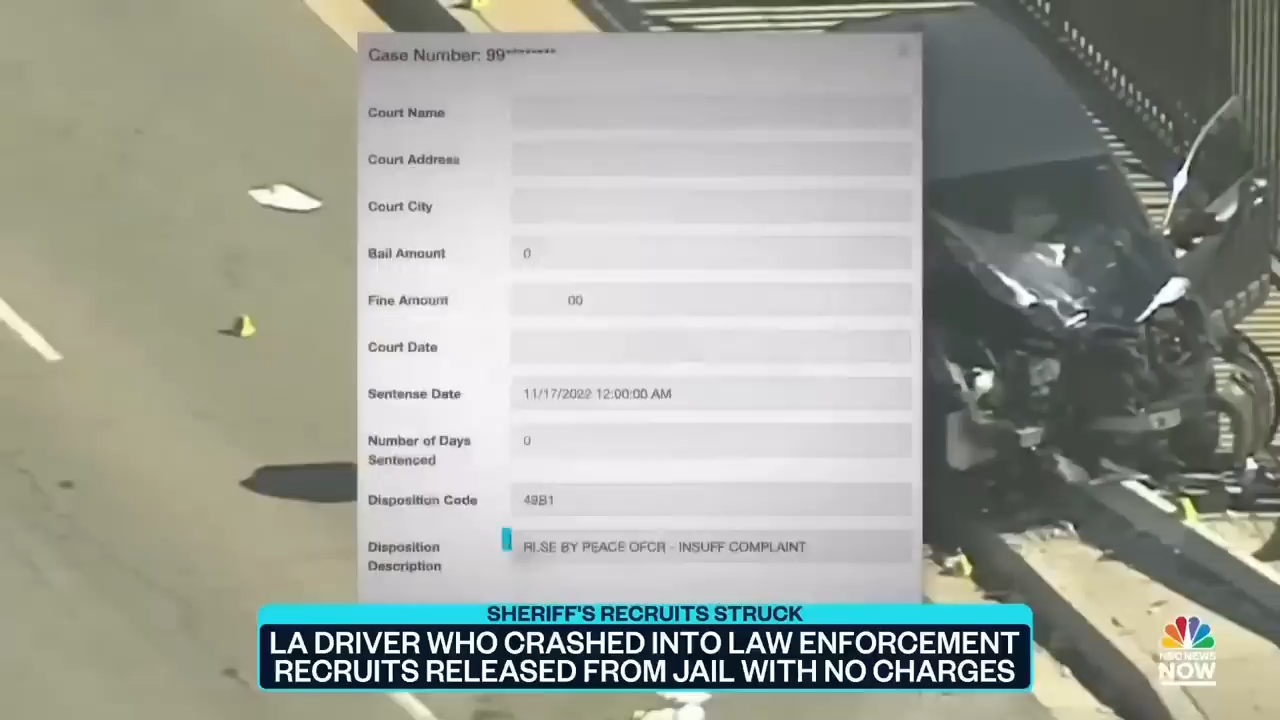 Case Number: 99********
Court Name
Court Address
Court City
Bail Amount 0
Fine Amount 00
Court Date
Sentense Date 11/17/2022 12:00:00 AM
Number of Days
Sentenced 0
Disposition Code 49B1
Disposition
Description RLSE BY PEACE OFCR - INSUFF COMPLAINT
SHERIFF'S RECRUITS STRUCK
LA DRIVER WHO CRASHED INTO LAW ENFORCEMENT
RECRUITS RELEASED FROM JAIL WITH NO CHARGES
NBC NEWS
NOW